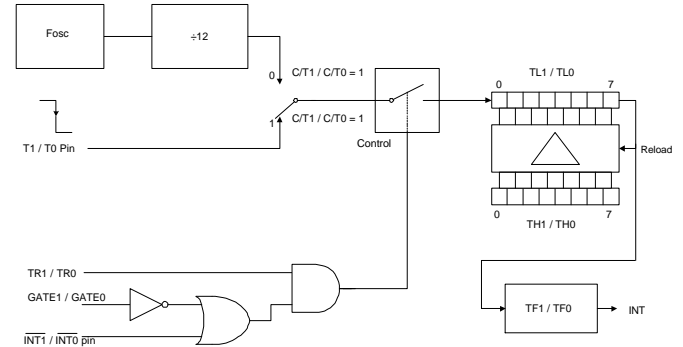 Fosc
÷12
0
C/T1 / C/T0 = 1
TL1 / TL0
0 7
1
C/T1 / C/T0 = 1
Control
T1 / T0 Pin
Reload
0 7
TH1 / TH0
TR1 / TR0
GATE1 / GATE0
TF1 / TF0
INT
INT1 / INT0 pin